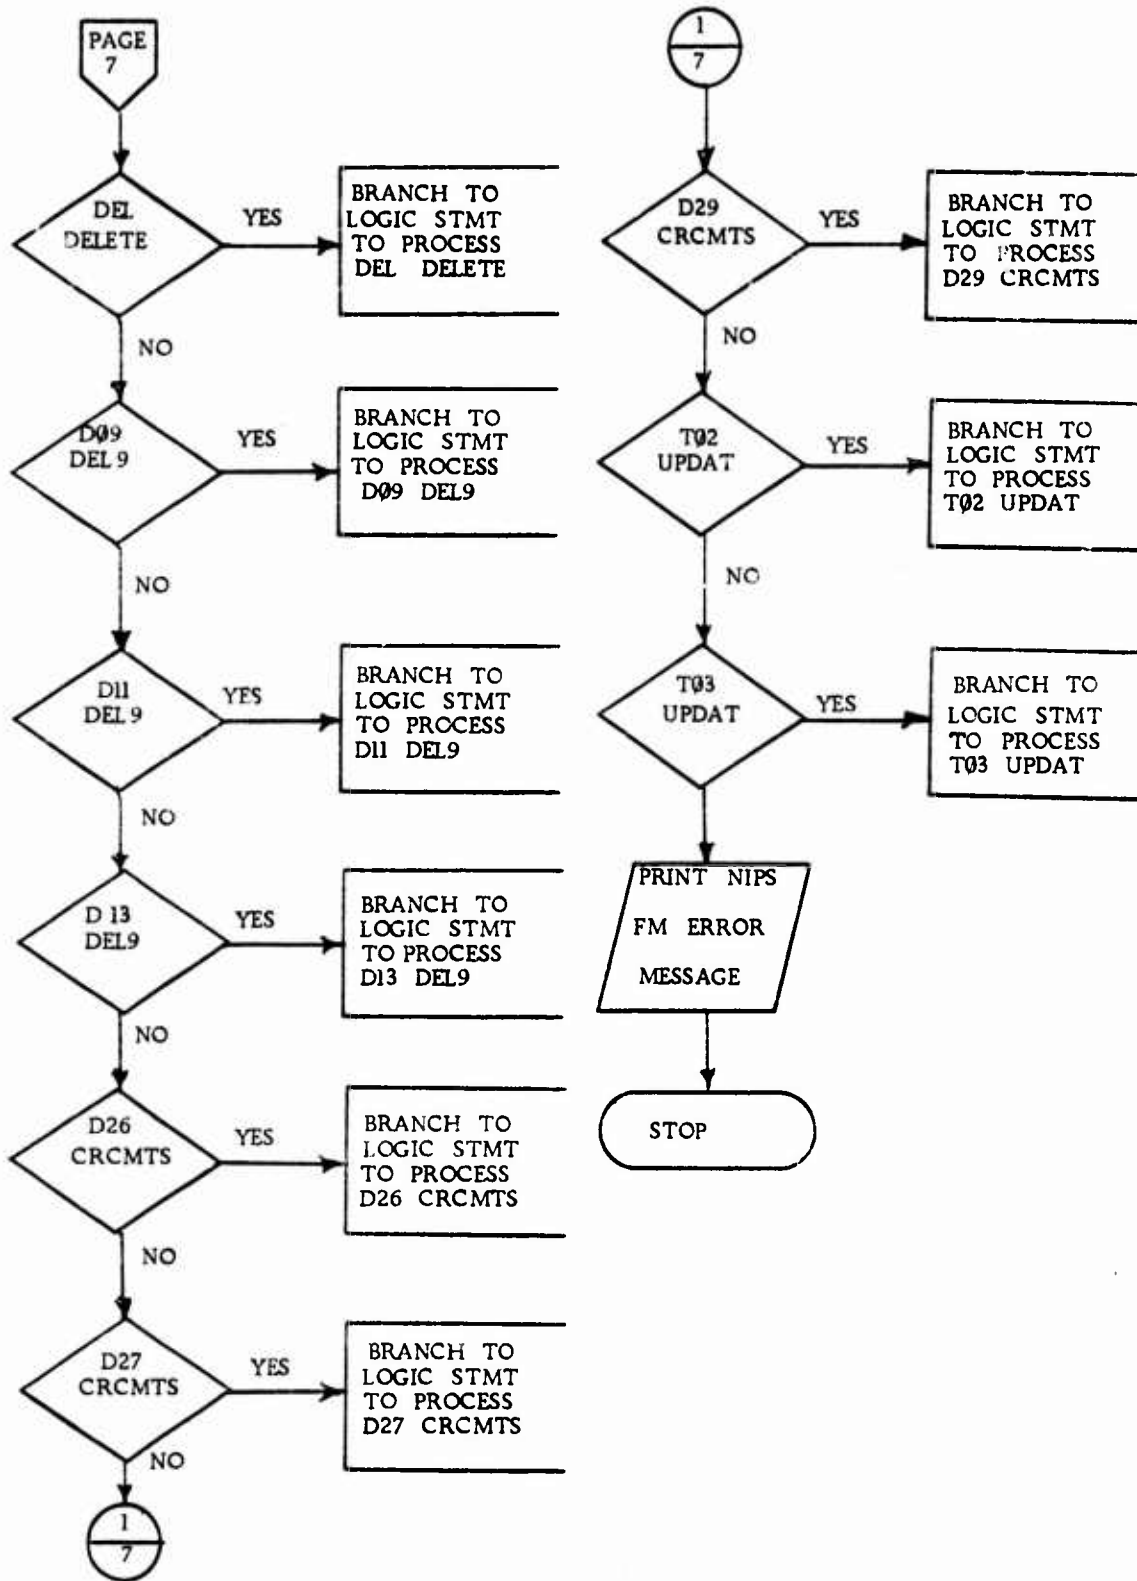 PAGE
7
DEL
DELETE
YES
BRANCH TO
LOGIC STMT
TO PROCESS
DEL DELETE
NO
DØ9
DEL 9
YES
BRANCH TO
LOGIC STMT
TO PROCESS
DØ9 DEL9
NO
D11
DEL 9
YES
BRANCH TO
LOGIC STMT
TO PROCESS
D11 DEL9
NO
D 13
DEL9
YES
BRANCH TO
LOGIC STMT
TO PROCESS
D13 DEL9
NO
D26
CRCMTS
YES
BRANCH TO
LOGIC STMT
TO PROCESS
D26 CRCMTS
NO
D27
CRCMTS
YES
BRANCH TO
LOGIC STMT
TO PROCESS
D27 CRCMTS
NO
1
7
1
7
D29
CRCMTS
YES
BRANCH TO
LOGIC STMT
TO PROCESS
D29 CRCMTS
NO
TØ2
UPDAT
YES
BRANCH TO
LOGIC STMT
TO PROCESS
TØ2 UPDAT
NO
TØ3
UPDAT
YES
BRANCH TO
LOGIC STMT
TO PROCESS
TØ3 UPDAT
PRINT NIPS
FM ERROR
MESSAGE
STOP